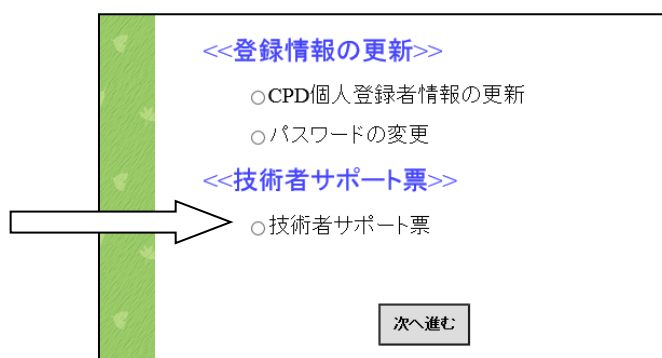 <<登録情報の更新>>
CPD個人登録者情報の更新
パスワードの変更
<<技術者サポート票>>
技術者サポート票
次へ進む